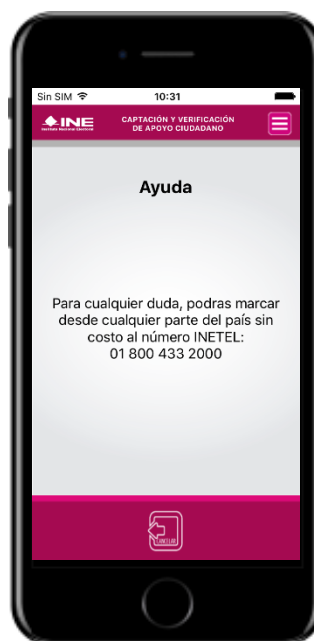 Sin SIM 10:31
INE
Instituto Nacional Electoral
CAPTACIÓN Y VERIFICACIÓN
DE APOYO CIUDADANO
Ayuda
Para cualquier duda, podras marcar
desde cualquier parte del país sin
costo al número INETEL:
01 800 433 2000
CANCELAR